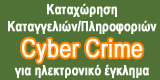 Καταχώρηση
Καταγγελιών/Πληροφοριών
Cyber Crime
για ηλεκτρονικό έγκλημα